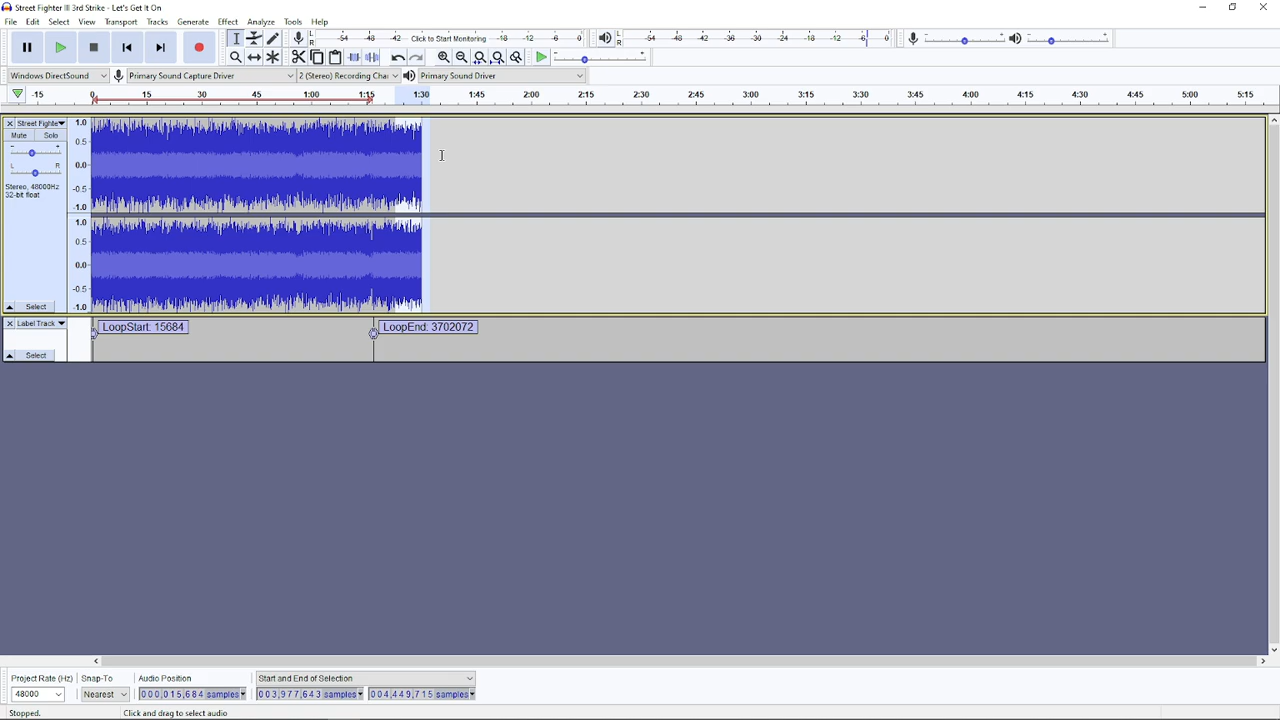 Street Fighter III 3rd Strike - Let's Get It On
File Edit Select View Transport Tracks Generate Effect Analyze Tools Help
L R -54 -48 -42 Click to Start Monitoring -18 -12 -6 0 L R -54 -48 -42 -36 -30 -24 -18 -12 -6 0
Windows DirectSound Primary Sound Capture Driver 2 (Stereo) Recording Chai Primary Sound Driver
-15 0 15 30 45 1:00 1:15 1:30 1:45 2:00 2:15 2:30 2:45 3:00 3:15 3:30 3:45 4:00 4:15 4:30 4:45 5:00 5:15
Street Fighte
Mute Solo
- +
L R
Stereo, 48000Hz
32-bit float
Select
1.0
0.5
0.0
-0.5
-1.0
1.0
0.5
0.0
-0.5
-1.0
Label Track LoopStart: 15684 LoopEnd: 3702072
Select
Project Rate (Hz) Snap-To Audio Position Start and End of Selection
48000 Nearest 000,015,684 samples 003,977,643 samples 004,449,715 samples
Stopped. Click and drag to select audio